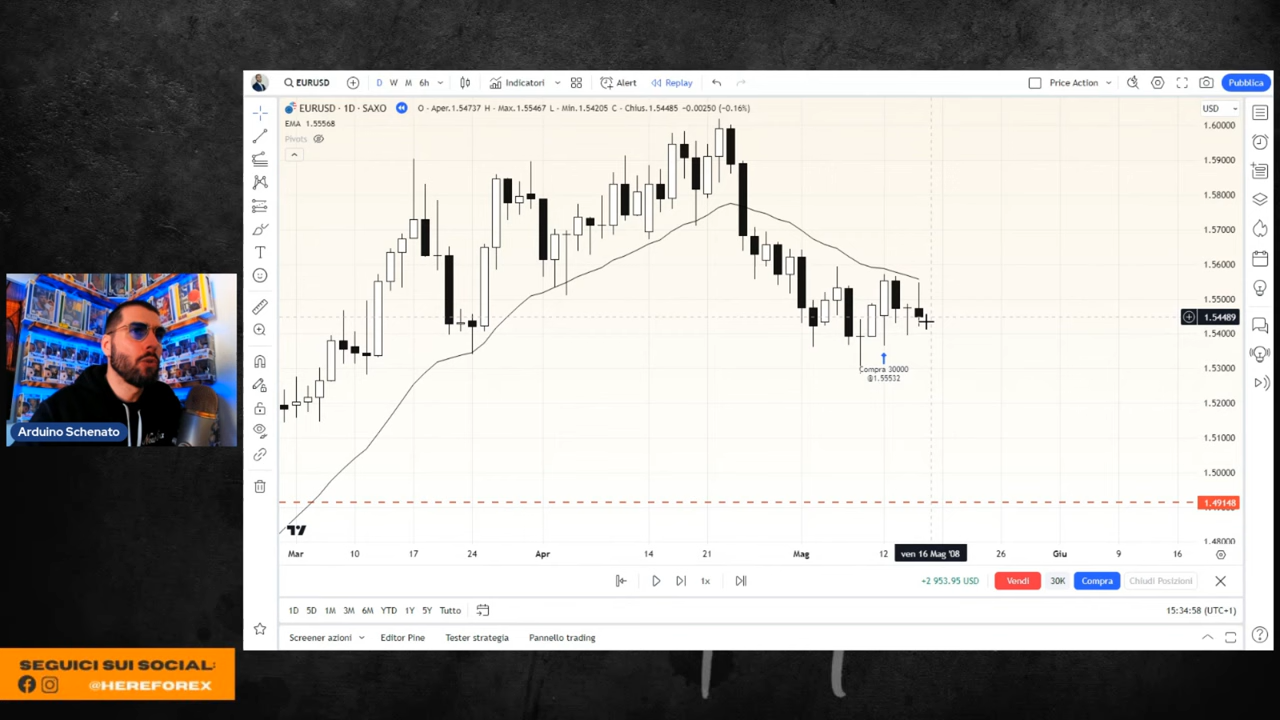 EURUSD
D W M 6h
Indicatori
Alert
Replay
Price Action
Pubblica
EURUSD · 1D · SAXO
O - Aper.1.54737 H - Max.1.55467 L - Min.1.54205 C - Chius.1.54485 -0.00250 (-0.16%)
USD
EMA 1.55568
Pivots
1.60000
1.59000
1.58000
1.57000
1.56000
1.55000
1.54489
1.54000
1.53000
1.52000
1.51000
1.50000
1.49148
1.48000
Compra 30000
@1.55532
Arduino Schenato
Mar 10 17 24 Apr 14 21 Mag 12 ven 16 Mag '08 26 Giu 9 16
1x
+2 953.95 USD
Vendi
30K
Compra
Chiudi Posizioni
1D 5D 1M 3M 6M YTD 1Y 5Y Tutto
15:34:58 (UTC+1)
Screener azioni
Editor Pine
Tester strategia
Pannello trading
SEGUICI SUI SOCIAL:
@HEREFOREX